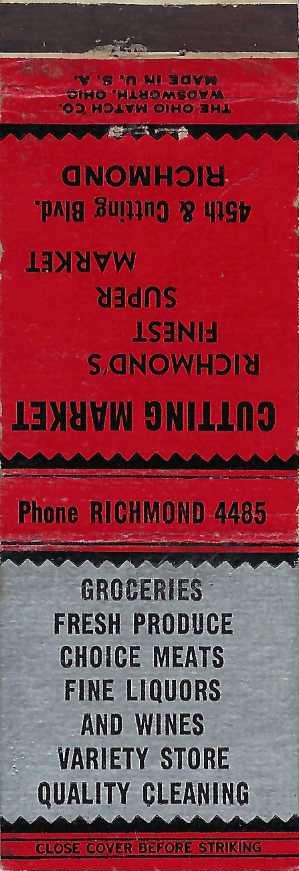 THE OHIO MATCH CO.
WADSWORTH, OHIO
MADE IN U. S. A.
CUTTING MARKET
RICHMOND'S
FINEST
SUPER
MARKET
45th & Cutting Blvd.
RICHMOND
Phone RICHMOND 4485
GROCERIES
FRESH PRODUCE
CHOICE MEATS
FINE LIQUORS
AND WINES
VARIETY STORE
QUALITY CLEANING
CLOSE COVER BEFORE STRIKING